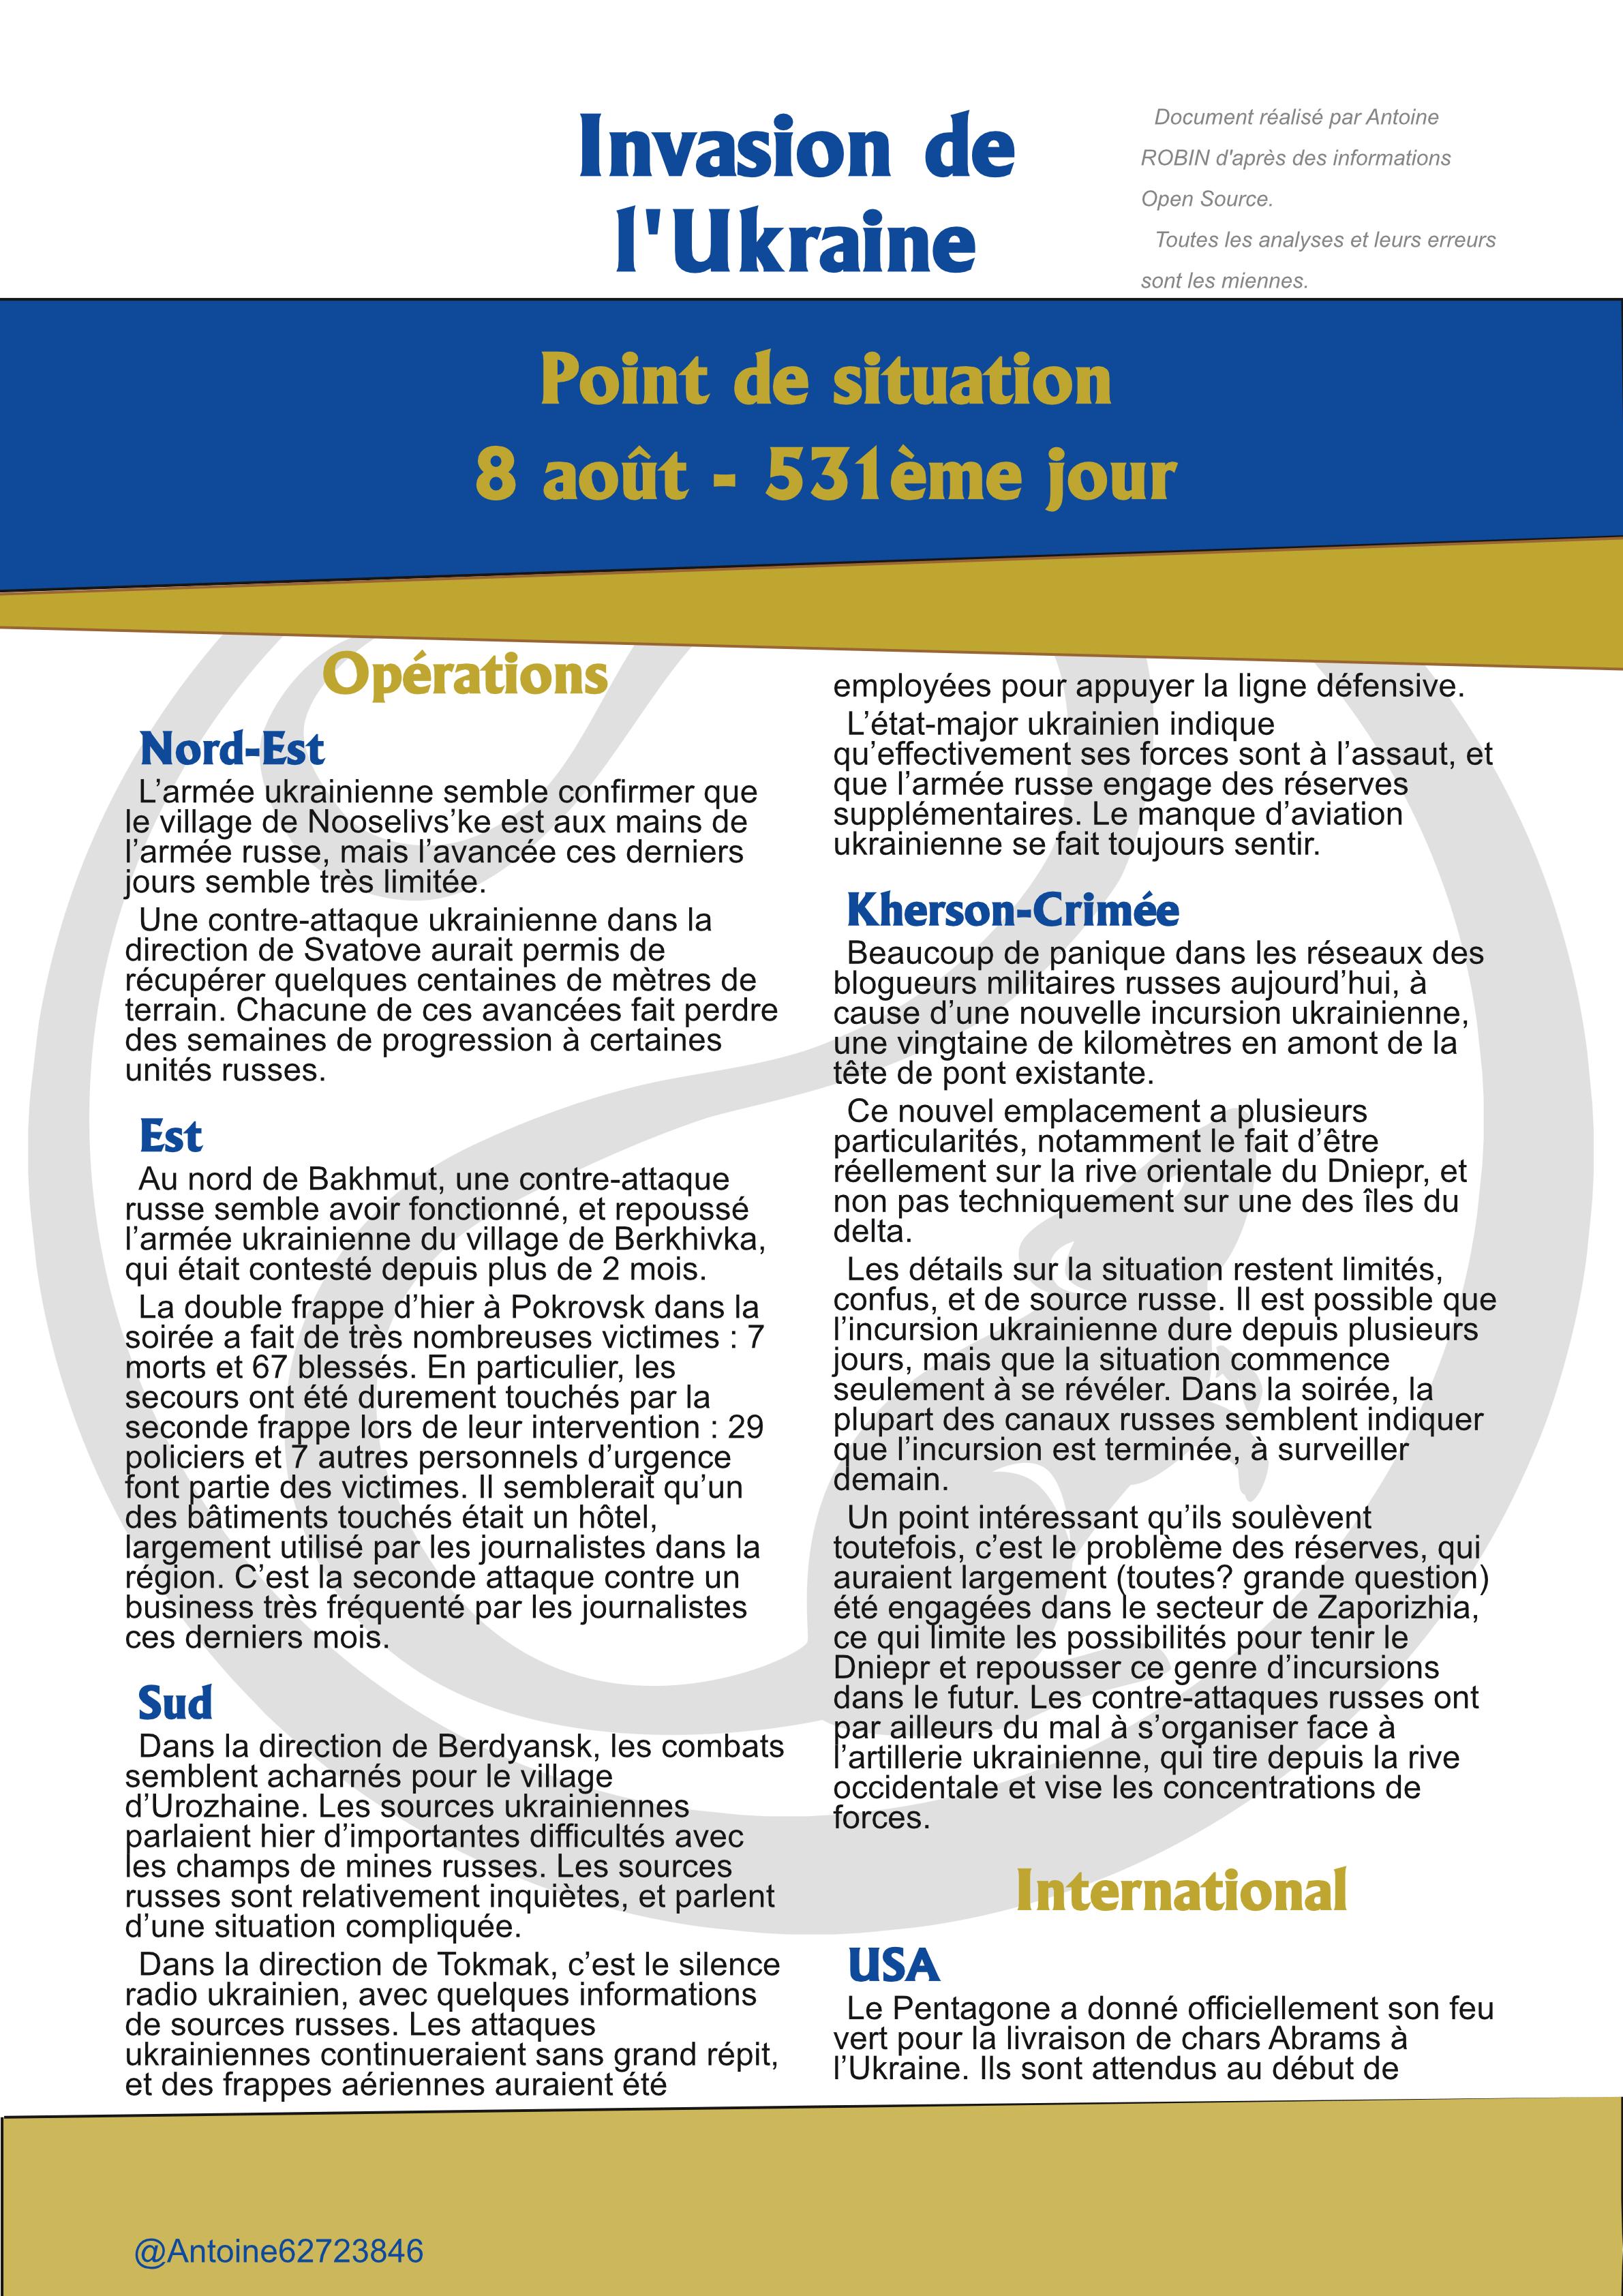 Invasion de
l'Ukraine
Document réalisé par Antoine
ROBIN d'après des informations
Open Source.
Toutes les analyses et leurs erreurs
sont les miennes.
Point de situation
8 août - 531ème jour
Opérations
Nord-Est
L’armée ukrainienne semble confirmer que
le village de Nooselivs’ke est aux mains de
l’armée russe, mais l’avancée ces derniers
jours semble très limitée.
Une contre-attaque ukrainienne dans la
direction de Svatove aurait permis de
récupérer quelques centaines de mètres de
terrain. Chacune de ces avancées fait perdre
des semaines de progression à certaines
unités russes.
Est
Au nord de Bakhmut, une contre-attaque
russe semble avoir fonctionné, et repoussé
l’armée ukrainienne du village de Berkhivka,
qui était contesté depuis plus de 2 mois.
La double frappe d’hier à Pokrovsk dans la
soirée a fait de très nombreuses victimes : 7
morts et 67 blessés. En particulier, les
secours ont été durement touchés par la
seconde frappe lors de leur intervention : 29
policiers et 7 autres personnels d’urgence
font partie des victimes. Il semblerait qu’un
des bâtiments touchés était un hôtel,
largement utilisé par les journalistes dans la
région. C’est la seconde attaque contre un
business très fréquenté par les journalistes
ces derniers mois.
Sud
Dans la direction de Berdyansk, les combats
semblent acharnés pour le village
d’Urozhaine. Les sources ukrainiennes
parlaient hier d’importantes difficultés avec
les champs de mines russes. Les sources
russes sont relativement inquiètes, et parlent
d’une situation compliquée.
Dans la direction de Tokmak, c’est le silence
radio ukrainien, avec quelques informations
de sources russes. Les attaques
ukrainiennes continueraient sans grand répit,
et des frappes aériennes auraient été
employées pour appuyer la ligne défensive.
L’état-major ukrainien indique
qu’effectivement ses forces sont à l’assaut, et
que l’armée russe engage des réserves
supplémentaires. Le manque d’aviation
ukrainienne se fait toujours sentir.
Kherson-Crimée
Beaucoup de panique dans les réseaux des
blogueurs militaires russes aujourd’hui, à
cause d’une nouvelle incursion ukrainienne,
une vingtaine de kilomètres en amont de la
tête de pont existante.
Ce nouvel emplacement a plusieurs
particularités, notamment le fait d’être
réellement sur la rive orientale du Dniepr, et
non pas techniquement sur une des îles du
delta.
Les détails sur la situation restent limités,
confus, et de source russe. Il est possible que
l’incursion ukrainienne dure depuis plusieurs
jours, mais que la situation commence
seulement à se révéler. Dans la soirée, la
plupart des canaux russes semblent indiquer
que l’incursion est terminée, à surveiller
demain.
Un point intéressant qu’ils soulèvent
toutefois, c’est le problème des réserves, qui
auraient largement (toutes? grande question)
été engagées dans le secteur de Zaporizhia,
ce qui limite les possibilités pour tenir le
Dniepr et repousser ce genre d’incursions
dans le futur. Les contre-attaques russes ont
par ailleurs du mal à s’organiser face à
l’artillerie ukrainienne, qui tire depuis la rive
occidentale et vise les concentrations de
forces.
International
USA
Le Pentagone a donné officiellement son feu
vert pour la livraison de chars Abrams à
l’Ukraine. Ils sont attendus au début de
@Antoine62723846